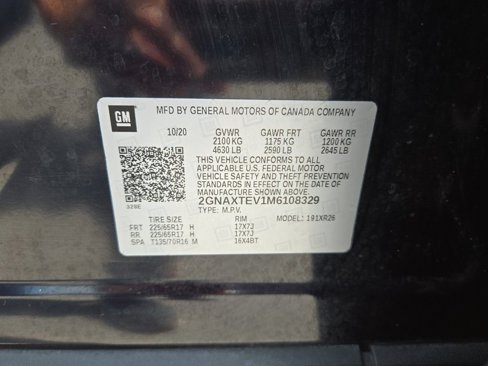 GM
MFD BY GENERAL MOTORS OF CANADA COMPANY
10/20 GVWR GAWR FRT GAWR RR
2100 KG 1175 KG 1200 KG
4630 LB 2590 LB 2645 LB
THIS VEHICLE CONFORMS TO ALL
APPLICABLE U.S. FEDERAL MOTOR
VEHICLE SAFETY AND THEFT
PREVENTION STANDARDS IN EFFECT
ON THE DATE OF MANUFACTURE
SHOWN ABOVE.
2GNAXTEV1M6108329
328E TYPE: M.P.V. MODEL: 191XR26
TIRE SIZE RIM
FRT 225/65R17 H 17X7J
RR 225/65R17 H 17X7J
SPA T135/70R16 M 16X4BT